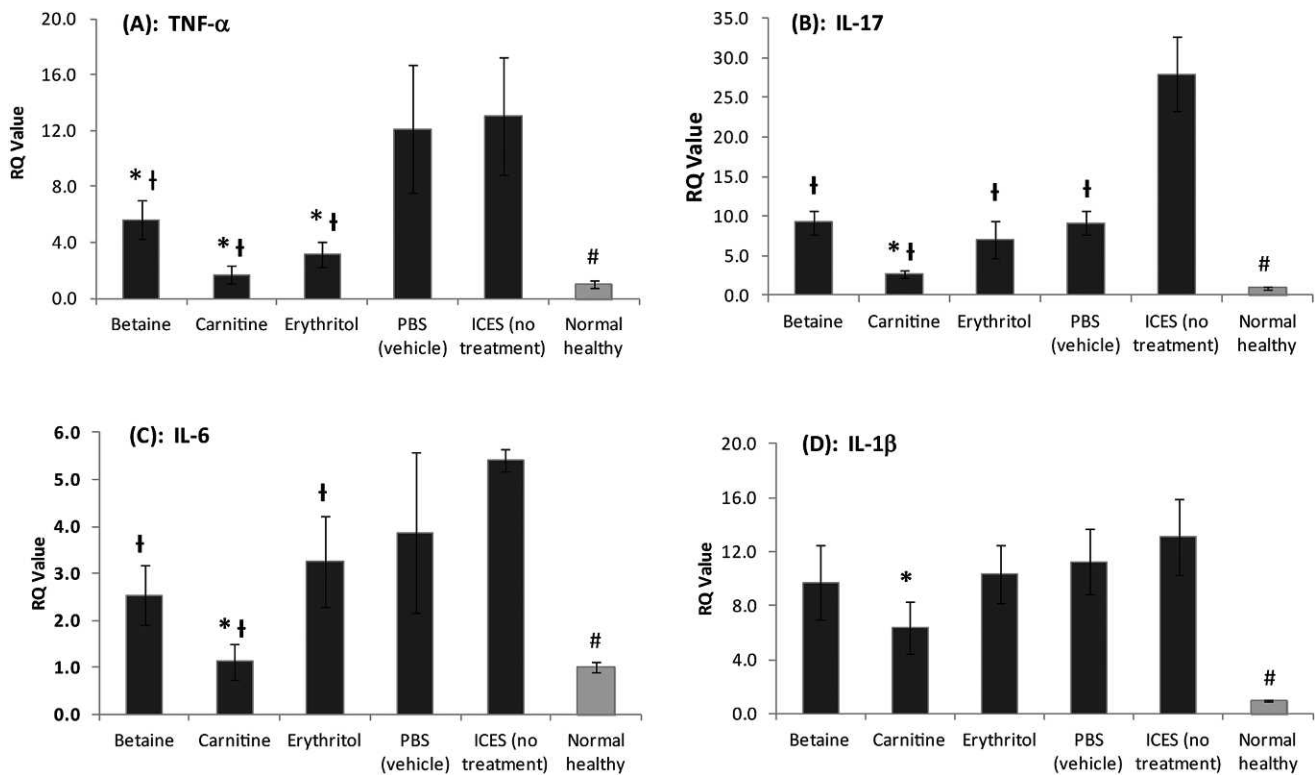 (A): TNF-α
RQ Value
20.0
16.0
12.0
8.0
4.0
0.0
* ƚ
* ƚ
* ƚ
#
Betaine
Carnitine
Erythritol
PBS
(vehicle)
ICES (no
treatment)
Normal
healthy
(B): IL-17
RQ Value
35.0
30.0
25.0
20.0
15.0
10.0
5.0
0.0
ƚ
* ƚ
ƚ
ƚ
#
Betaine
Carnitine
Erythritol
PBS
(vehicle)
ICES (no
treatment)
Normal
healthy
(C): IL-6
RQ Value
6.0
5.0
4.0
3.0
2.0
1.0
0.0
ƚ
* ƚ
ƚ
#
Betaine
Carnitine
Erythritol
PBS
(vehicle)
ICES (no
treatment)
Normal
healthy
(D): IL-1β
RQ Value
20.0
16.0
12.0
8.0
4.0
0.0
*
#
Betaine
Carnitine
Erythritol
PBS
(vehicle)
ICES (no
treatment)
Normal
healthy